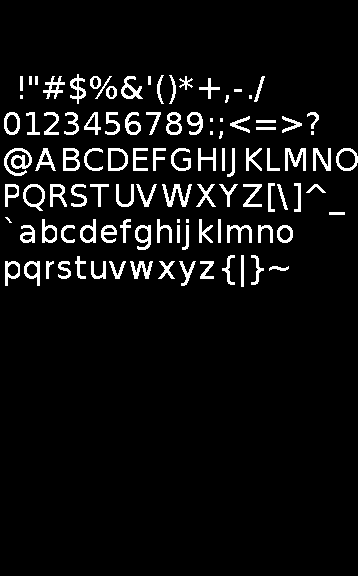 !"#$%&'()*+,-./
0123456789:;<=>?
@ABCDEFGHIJKLMNO
PQRSTUVWXYZ[\]^_
`abcdefghijklmno
pqrstuvwxyz{|}~